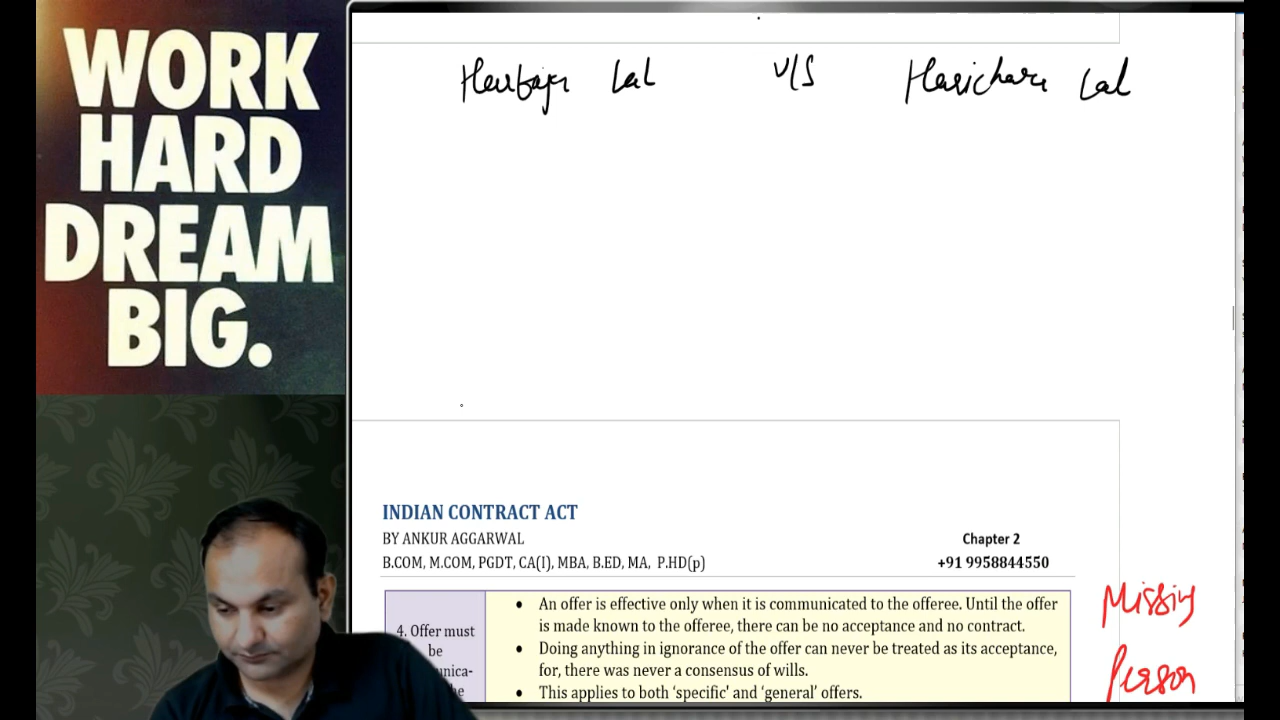 WORK
HARD
DREAM
BIG.
Harbajan Lal v/s Haricharn Lal
INDIAN CONTRACT ACT
BY ANKUR AGGARWAL
Chapter 2
B.COM, M.COM, PGDT, CA(I), MBA, B.ED, MA, P.HD(p)
+91 9958844550
4. Offer must
be
• An offer is effective only when it is communicated to the offeree. Until the offer
is made known to the offeree, there can be no acceptance and no contract.
• Doing anything in ignorance of the offer can never be treated as its acceptance,
for, there was never a consensus of wills.
• This applies to both ‘specific’ and ‘general’ offers.
Missing
Person